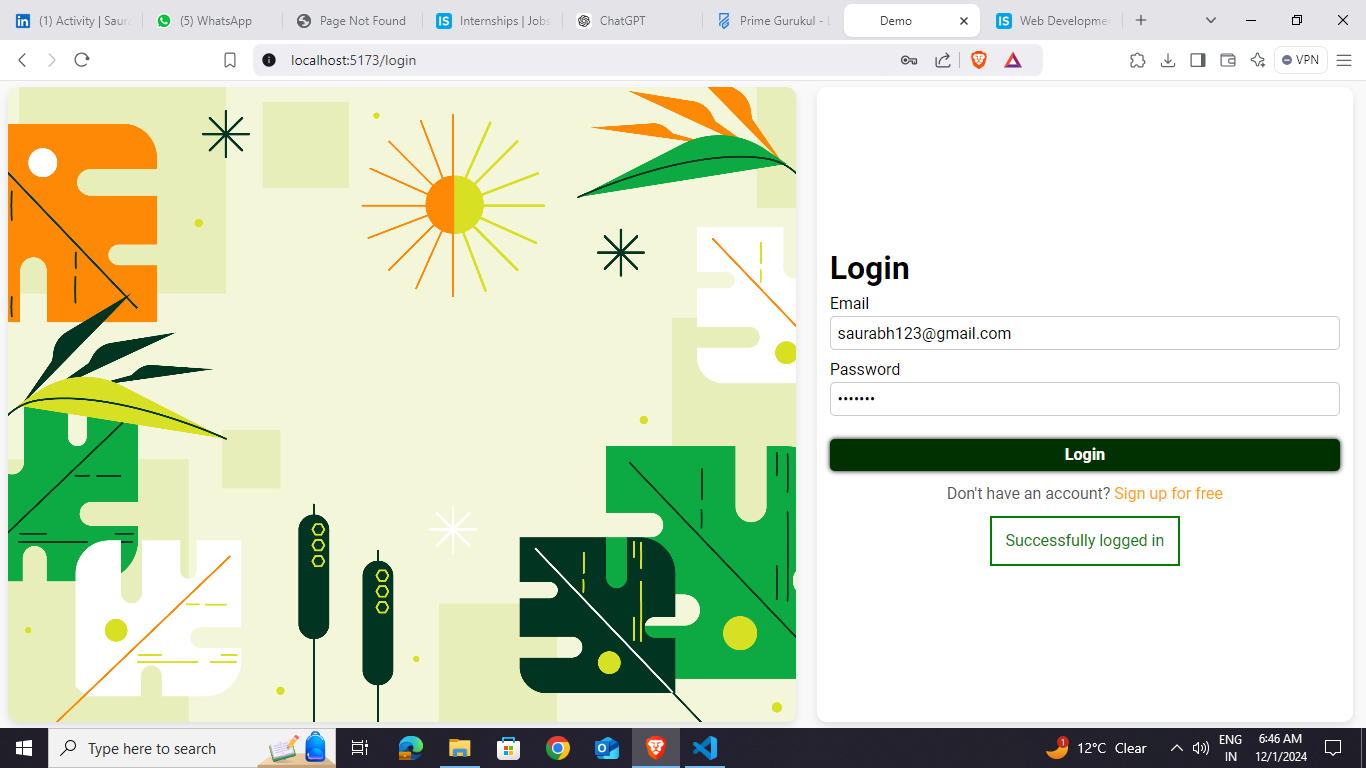 (1) Activity | Saura
(5) WhatsApp
Page Not Found
Internships | Jobs
ChatGPT
Prime Gurukul - L
Demo
Web Developme
localhost:5173/login
VPN
Login
Email
saurabh123@gmail.com
Password
•••••••
Login
Don't have an account? Sign up for free
Successfully logged in
Type here to search
1
12°C Clear
ENG
IN
6:46 AM
12/1/2024